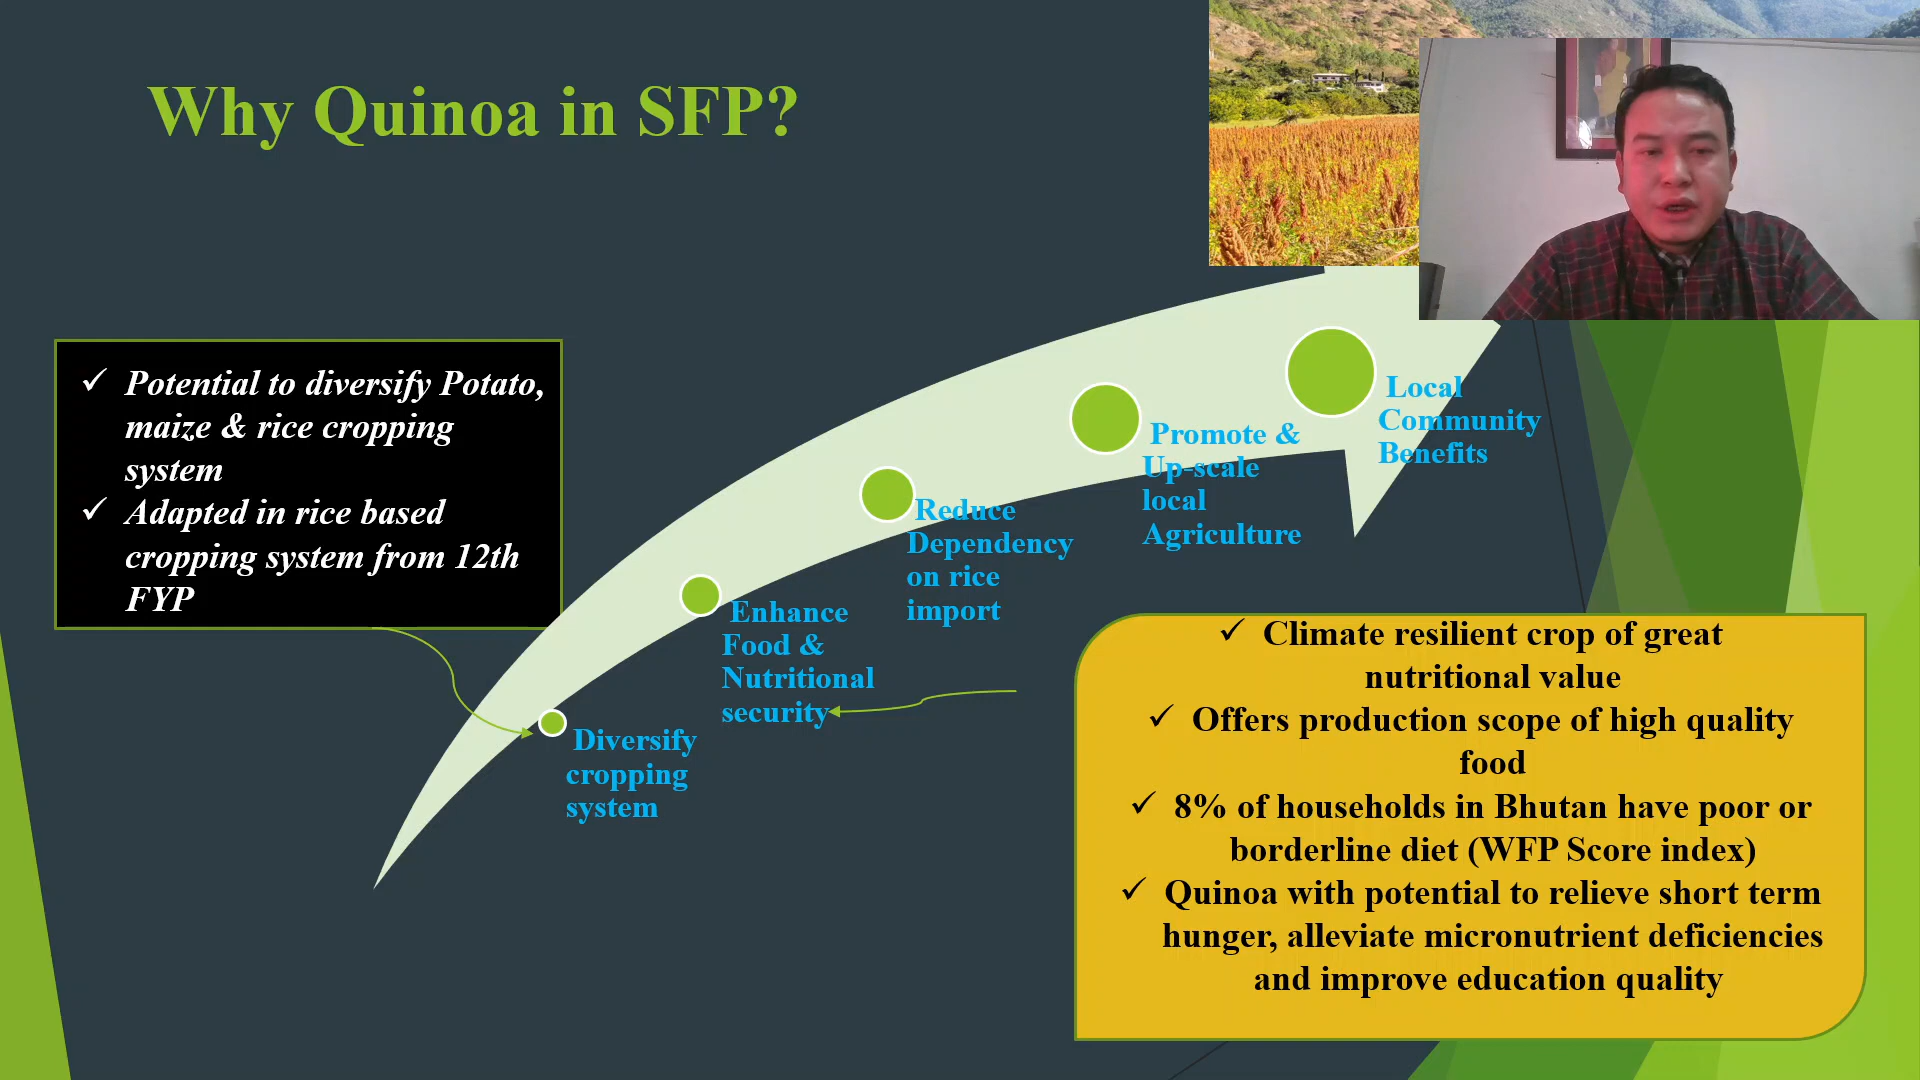 Why Quinoa in SFP?
✓ Potential to diversify Potato,
maize & rice cropping
system
✓ Adapted in rice based
cropping system from 12th
FYP
Diversify
cropping
system
Enhance
Food &
Nutritional
security
Reduce
Dependency
on rice
import
Promote &
Up-scale
local
Agriculture
Local
Community
Benefits
✓ Climate resilient crop of great
nutritional value
✓ Offers production scope of high quality
food
✓ 8% of households in Bhutan have poor or
borderline diet (WFP Score index)
✓ Quinoa with potential to relieve short term
hunger, alleviate micronutrient deficiencies
and improve education quality